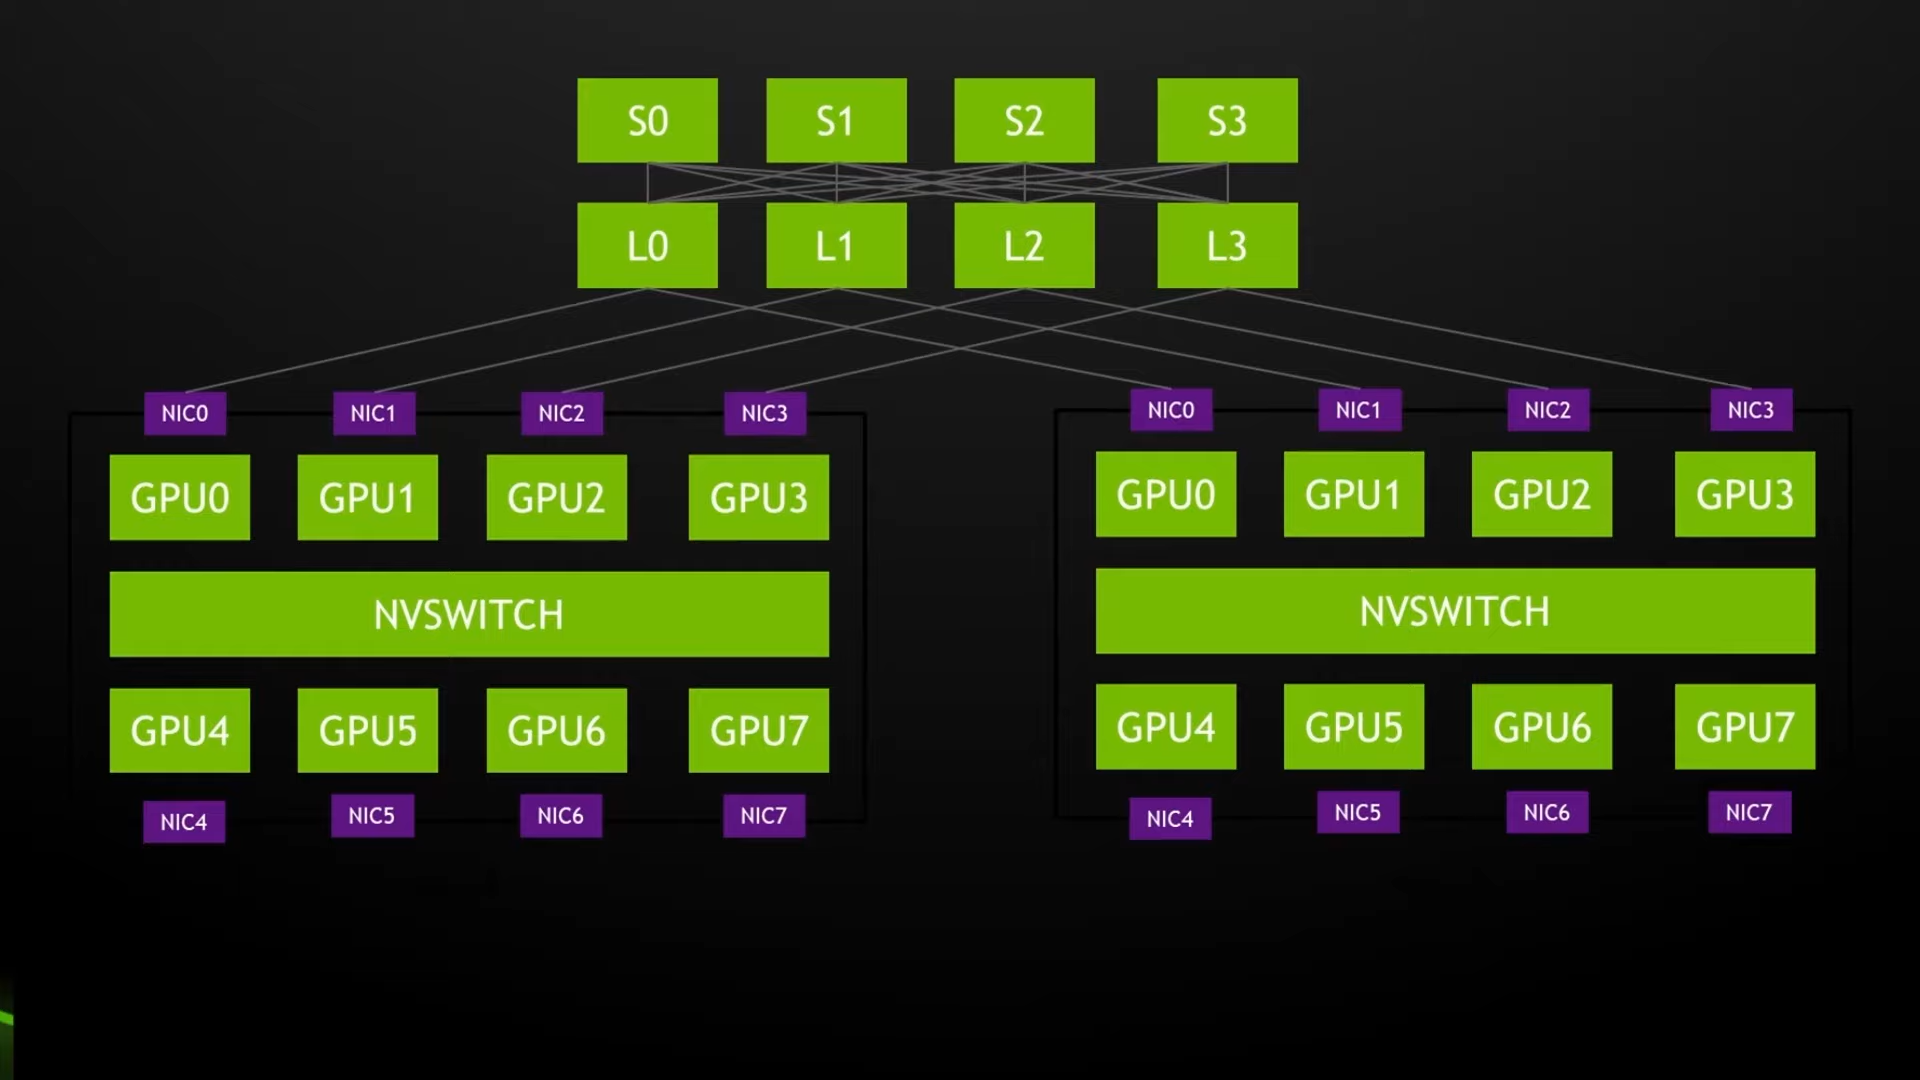 S0 S1 S2 S3
L0 L1 L2 L3
NIC0 NIC1 NIC2 NIC3
GPU0 GPU1 GPU2 GPU3
NVSWITCH
GPU4 GPU5 GPU6 GPU7
NIC4 NIC5 NIC6 NIC7
NIC0 NIC1 NIC2 NIC3
GPU0 GPU1 GPU2 GPU3
NVSWITCH
GPU4 GPU5 GPU6 GPU7
NIC4 NIC5 NIC6 NIC7